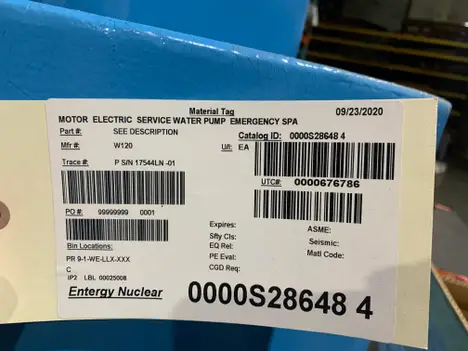 Material Tag
09/23/2020
MOTOR ELECTRIC SERVICE WATER PUMP EMERGENCY SPA
Part #: SEE DESCRIPTION
Catalog ID: 0000S28648 4
Mfr #: W120
U/I: EA
Trace #: P S/N 17544LN -01
UTC#: 0000676786
PO #: 99999999 0001
Expires:
ASME:
Sfty Cls:
Seismic:
Bin Locations:
EQ Rel:
Matl Code:
PR 9-1-WE-LLX-XXX
PE Eval:
C
CGD Req:
IP2 LBL 00025008
Entergy Nuclear
0000S28648 4